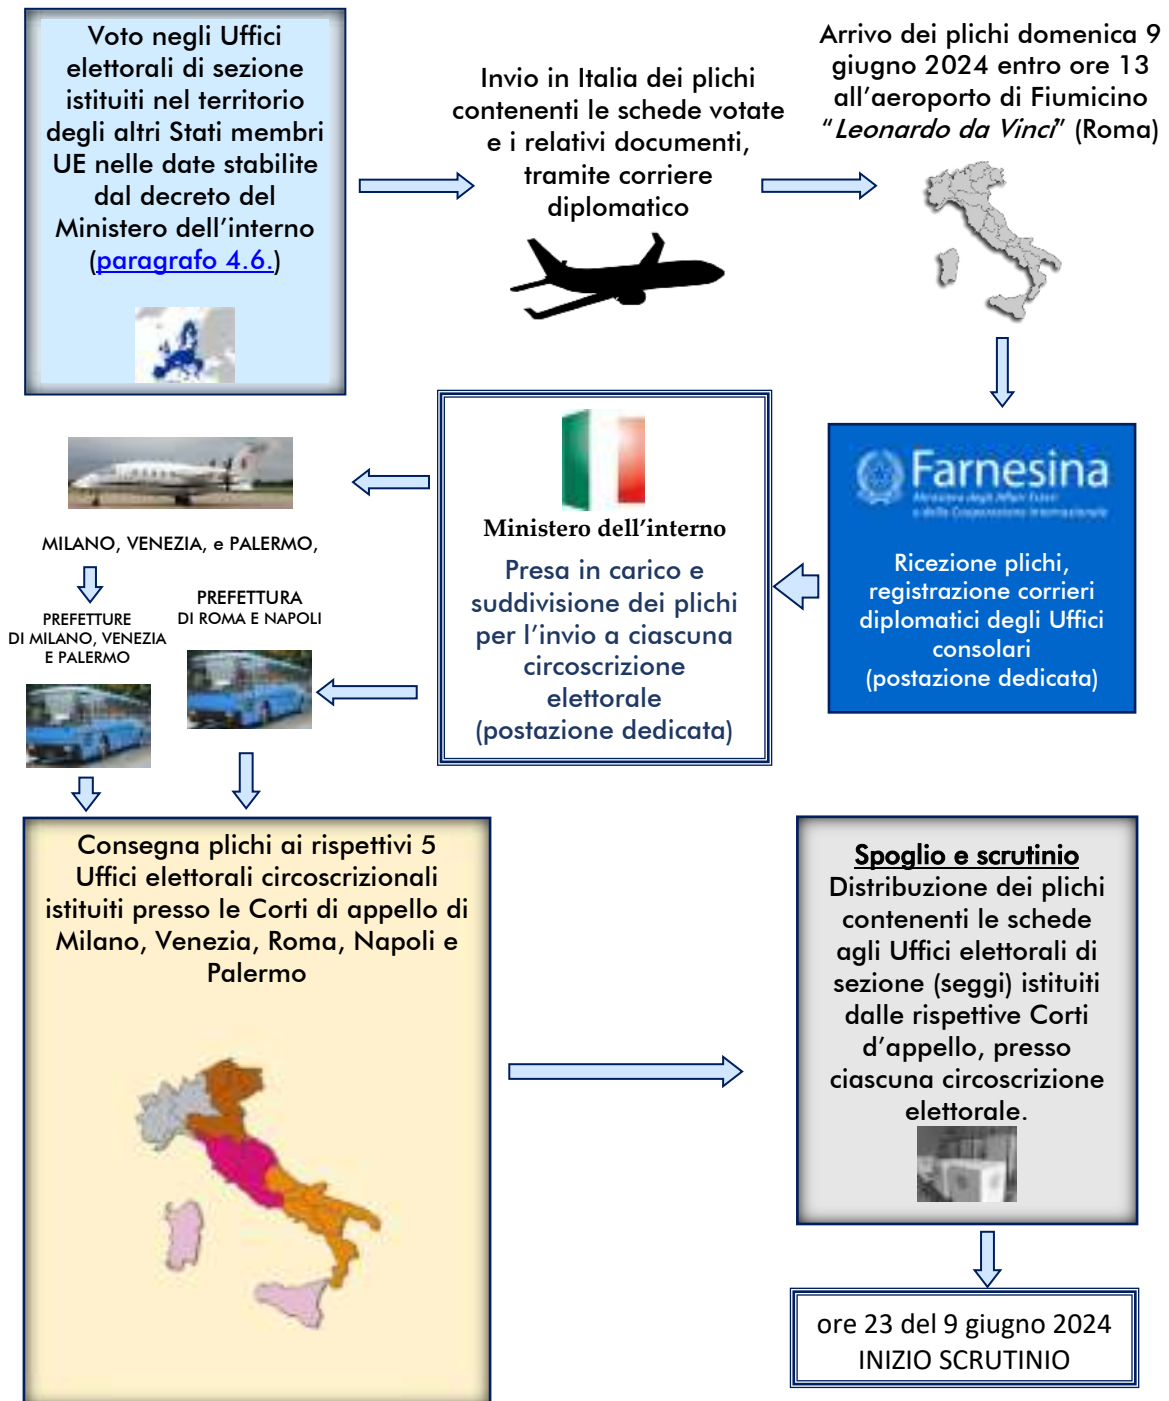 Voto negli Uffici
elettorali di sezione
istituiti nel territorio
degli altri Stati membri
UE nelle date stabilite
dal decreto del
Ministero dell’interno
(paragrafo 4.6.)
Invio in Italia dei plichi
contenenti le schede votate
e i relativi documenti,
tramite corriere
diplomatico
Arrivo dei plichi domenica 9
giugno 2024 entro ore 13
all’aeroporto di Fiumicino
“Leonardo da Vinci” (Roma)
Farnesina
Ministero degli Affari Esteri
e della Cooperazione Internazionale
Ricezione plichi,
registrazione corrieri
diplomatici degli Uffici
consolari
(postazione dedicata)
Ministero dell’interno
Presa in carico e
suddivisione dei plichi
per l’invio a ciascuna
circoscrizione
elettorale
(postazione dedicata)
MILANO, VENEZIA, e PALERMO,
PREFETTURE
DI MILANO, VENEZIA
E PALERMO
PREFETTURA
DI ROMA E NAPOLI
Consegna plichi ai rispettivi 5
Uffici elettorali circoscrizionali
istituiti presso le Corti di appello di
Milano, Venezia, Roma, Napoli e
Palermo
Spoglio e scrutinio
Distribuzione dei plichi
contenenti le schede
agli Uffici elettorali di
sezione (seggi) istituiti
dalle rispettive Corti
d’appello, presso
ciascuna circoscrizione
elettorale.
ore 23 del 9 giugno 2024
INIZIO SCRUTINIO